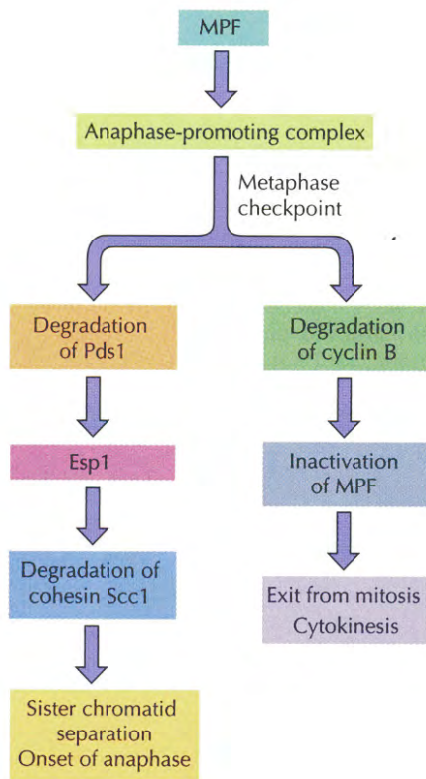 MPF
Anaphase-promoting complex
Metaphase
checkpoint
Degradation
of Pds1
Degradation
of cyclin B
Esp1
Inactivation
of MPF
Degradation of
cohesin Scc1
Exit from mitosis
Cytokinesis
Sister chromatid
separation
Onset of anaphase